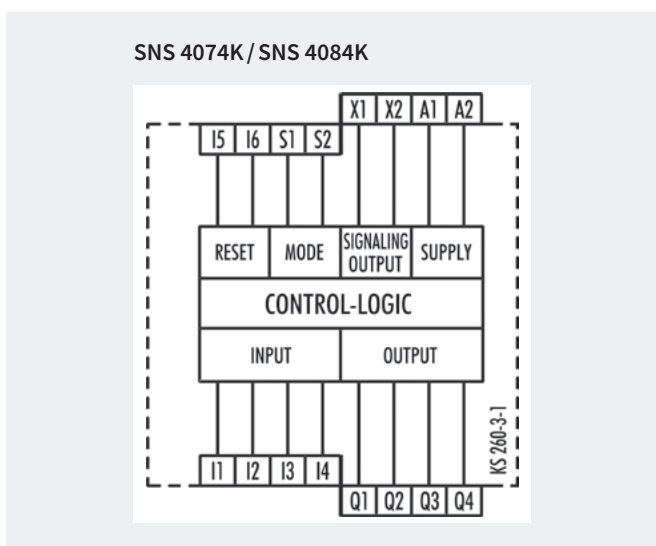 SNS 4074K / SNS 4084K
X1 X2 A1 A2
I5 I6 S1 S2
RESET MODE SIGNALING OUTPUT SUPPLY
CONTROL-LOGIC
INPUT OUTPUT
KS 260-3-1
I1 I2 I3 I4
Q1 Q2 Q3 Q4